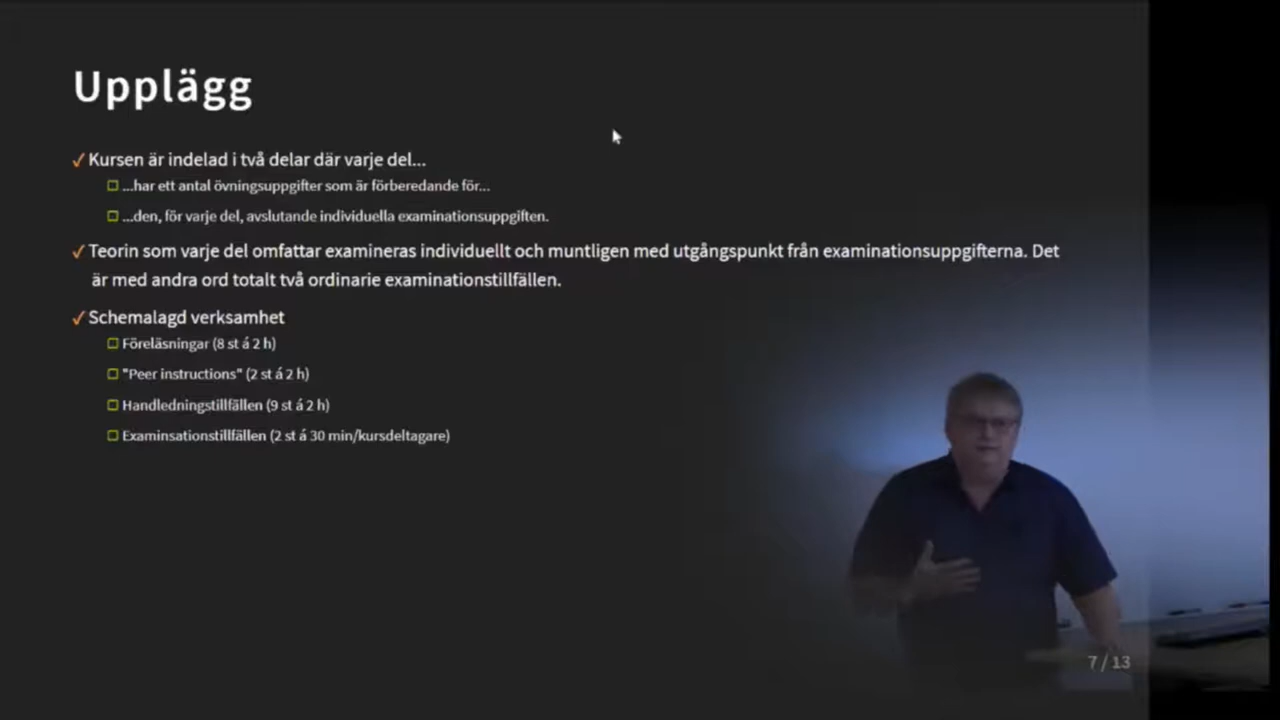 Upplägg
Kursen är indelad i två delar där varje del...
...har ett antal övningsuppgifter som är förberedande för...
...den, för varje del, avslutande individuella examinationsuppgiften.
Teorin som varje del omfattar examineras individuellt och muntligen med utgångspunkt från examinationsuppgifterna. Det
är med andra ord totalt två ordinarie examinationstillfällen.
Schemalagd verksamhet
Föreläsningar (8 st á 2 h)
"Peer instructions" (2 st á 2 h)
Handledningstillfällen (9 st á 2 h)
Examinsationstillfällen (2 st á 30 min/kursdeltagare)
7 / 13